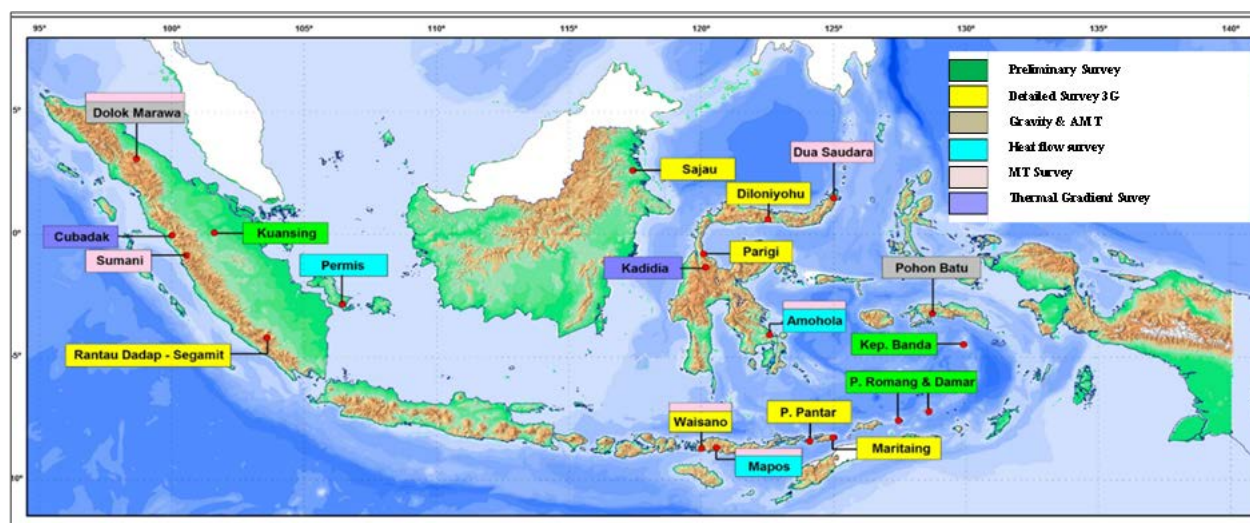 95° 100° 105° 110° 115° 120° 125° 130° 135° 140°
Preliminary Survey
Detailed Survey 3G
Gravity & AMT
Heat flow survey
MT Survey
Thermal Gradient Suvey
5°
Dolok Marawa
Dua Saudara
Sajau
Diloniyohu
0°
Cubadak
Kuansing
Sumani
Permis
Parigi
Kadidia
Pohon Batu
Amohola
Kep. Banda
Rantau Dadap - Segamit
-5°
P. Romang & Damar
Waisano
P. Pantar
Maritaing
Mapos
10°